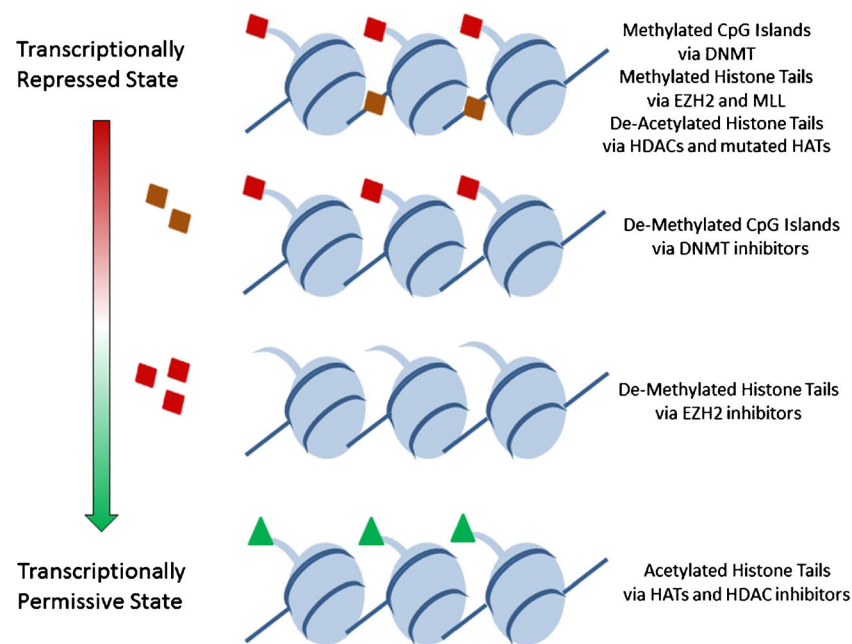 Transcriptionally
Repressed State
Methylated CpG Islands
via DNMT
Methylated Histone Tails
via EZH2 and MLL
De-Acetylated Histone Tails
via HDACs and mutated HATs
De-Methylated CpG Islands
via DNMT inhibitors
De-Methylated Histone Tails
via EZH2 inhibitors
Transcriptionally
Permissive State
Acetylated Histone Tails
via HATs and HDAC inhibitors